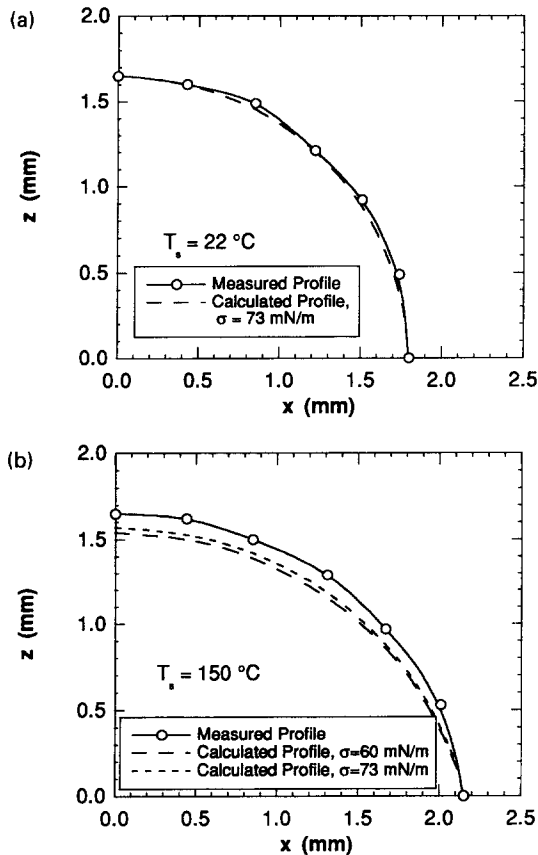 (a)
2.0
1.5
1.0
0.5
0.0
z (mm)
Tₛ = 22 °C
Measured Profile
Calculated Profile,
σ = 73 mN/m
0.0 0.5 1.0 1.5 2.0 2.5
x (mm)
(b)
2.0
1.5
1.0
0.5
0.0
z (mm)
Tₛ = 150 °C
Measured Profile
Calculated Profile, σ=60 mN/m
Calculated Profile, σ=73 mN/m
0.0 0.5 1.0 1.5 2.0 2.5
x (mm)